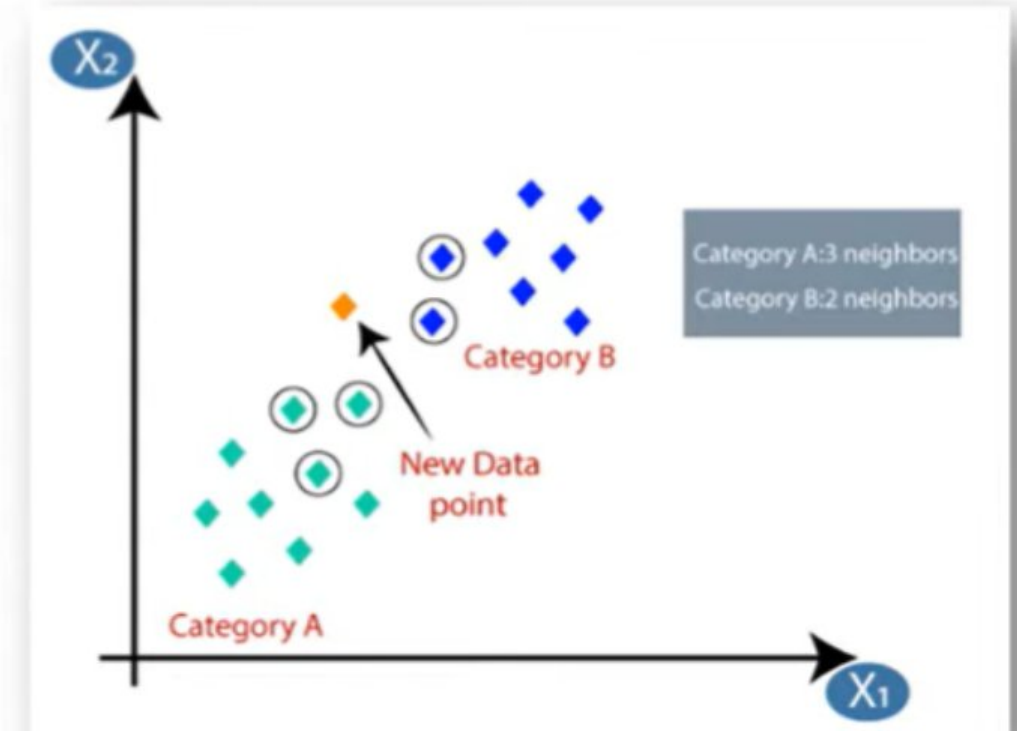 X₂
Category A:3 neighbors
Category B:2 neighbors
Category B
New Data
point
Category A
X₁